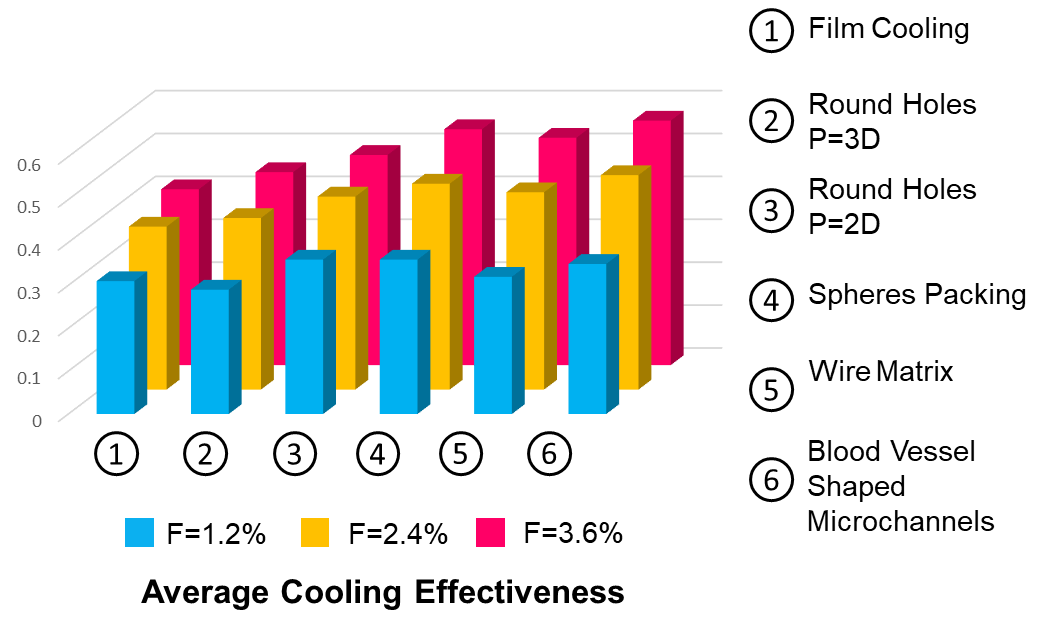 0.6
0.5
0.4
0.3
0.2
0.1
0
1
2
3
4
5
6
F=1.2%
F=2.4%
F=3.6%
Average Cooling Effectiveness
1
Film Cooling
2
Round Holes
P=3D
3
Round Holes
P=2D
4
Spheres Packing
5
Wire Matrix
6
Blood Vessel
Shaped
Microchannels